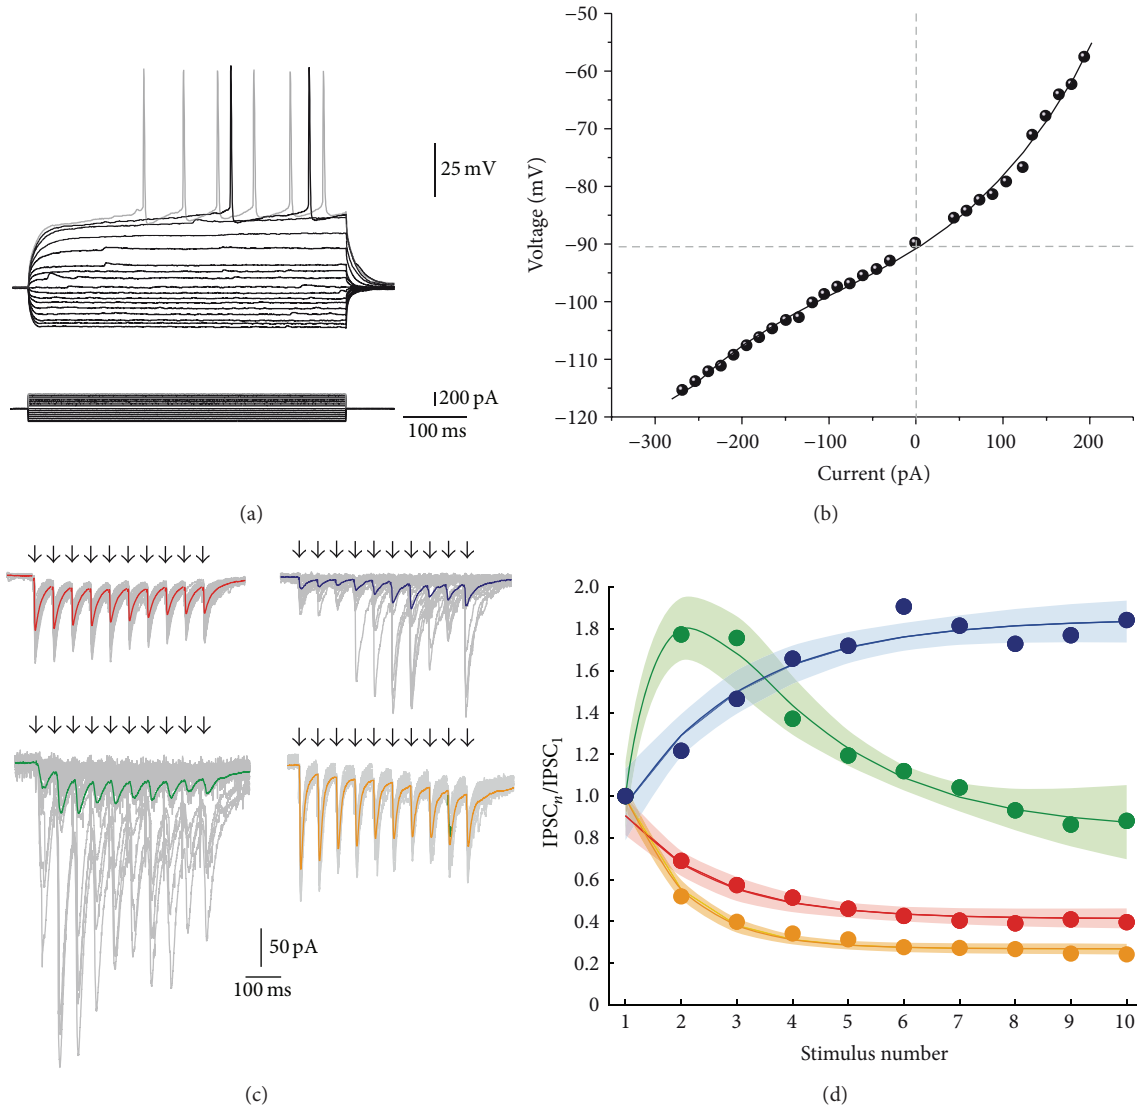 25 mV
200 pA
100 ms
(a)
Voltage (mV)
−50
−60
−70
−80
−90
−100
−110
−120
−300
−200
−100
0
100
200
Current (pA)
(b)
50 pA
100 ms
(c)
IPSCn/IPSC1
2.0
1.8
1.6
1.4
1.2
1.0
0.8
0.6
0.4
0.2
0
1
2
3
4
5
6
7
8
9
10
Stimulus number
(d)